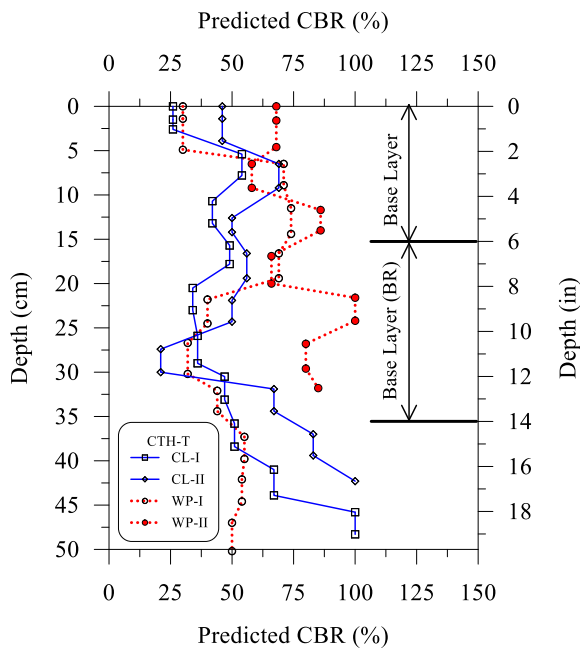 Predicted CBR (%)
0 25 50 75 100 125 150
0 0
5 2
10 4
15 6
20 8
25 10
30 12
35 14
40 16
45 18
50
Depth (cm)
Depth (in)
Base Layer
Base Layer (BR)
CTH-T
CL-I
CL-II
WP-I
WP-II
0 25 50 75 100 125 150
Predicted CBR (%)